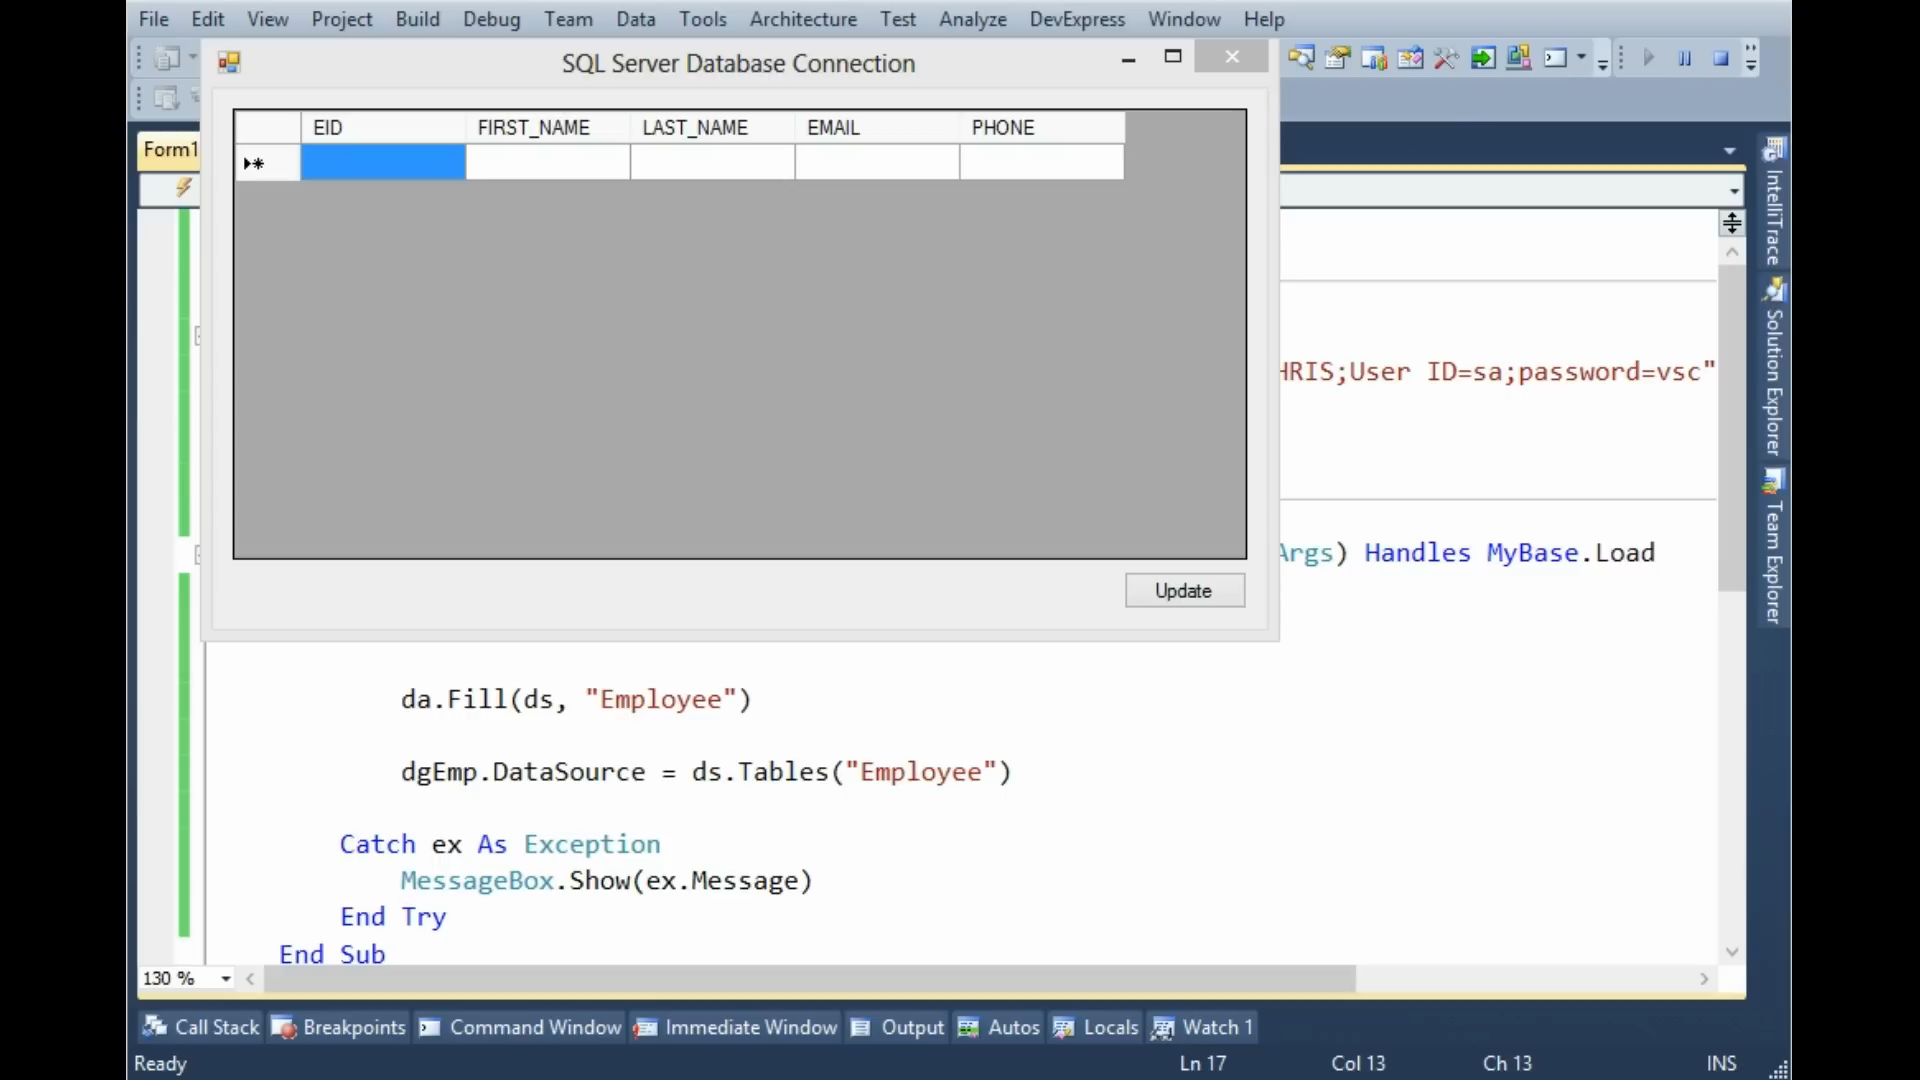 File Edit View Project Build Debug Team Data Tools Architecture Test Analyze DevExpress Window Help
SQL Server Database Connection
EID FIRST_NAME LAST_NAME EMAIL PHONE
Form1
IntelliTrace
HRIS;User ID=sa;password=vsc"
Solution Explorer
Args) Handles MyBase.Load
Team Explorer
Update
da.Fill(ds, "Employee")
dgEmp.DataSource = ds.Tables("Employee")
Catch ex As Exception
MessageBox.Show(ex.Message)
End Try
End Sub
130 %
Call Stack Breakpoints Command Window Immediate Window Output Autos Locals Watch 1
Ready Ln 17 Col 13 Ch 13 INS